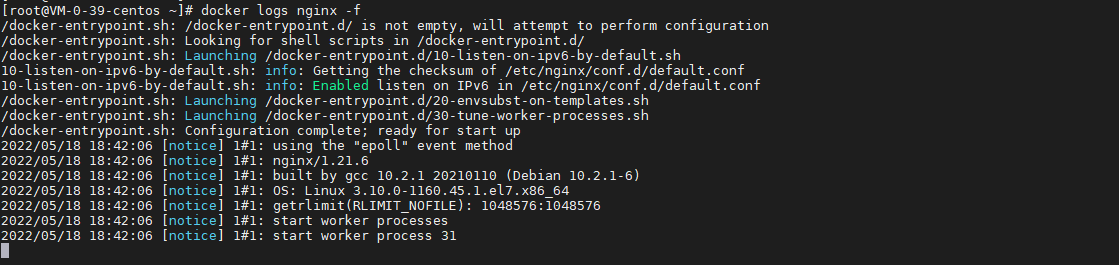 [root@VM-0-39-centos ~]# docker logs nginx -f
/docker-entrypoint.sh: /docker-entrypoint.d/ is not empty, will attempt to perform configuration
/docker-entrypoint.sh: Looking for shell scripts in /docker-entrypoint.d/
/docker-entrypoint.sh: Launching /docker-entrypoint.d/10-listen-on-ipv6-by-default.sh
10-listen-on-ipv6-by-default.sh: info: Getting the checksum of /etc/nginx/conf.d/default.conf
10-listen-on-ipv6-by-default.sh: info: Enabled listen on IPv6 in /etc/nginx/conf.d/default.conf
/docker-entrypoint.sh: Launching /docker-entrypoint.d/20-envsubst-on-templates.sh
/docker-entrypoint.sh: Launching /docker-entrypoint.d/30-tune-worker-processes.sh
/docker-entrypoint.sh: Configuration complete; ready for start up
2022/05/18 18:42:06 [notice] 1#1: using the "epoll" event method
2022/05/18 18:42:06 [notice] 1#1: nginx/1.21.6
2022/05/18 18:42:06 [notice] 1#1: built by gcc 10.2.1 20210110 (Debian 10.2.1-6)
2022/05/18 18:42:06 [notice] 1#1: OS: Linux 3.10.0-1160.45.1.el7.x86_64
2022/05/18 18:42:06 [notice] 1#1: getrlimit(RLIMIT_NOFILE): 1048576:1048576
2022/05/18 18:42:06 [notice] 1#1: start worker processes
2022/05/18 18:42:06 [notice] 1#1: start worker process 31